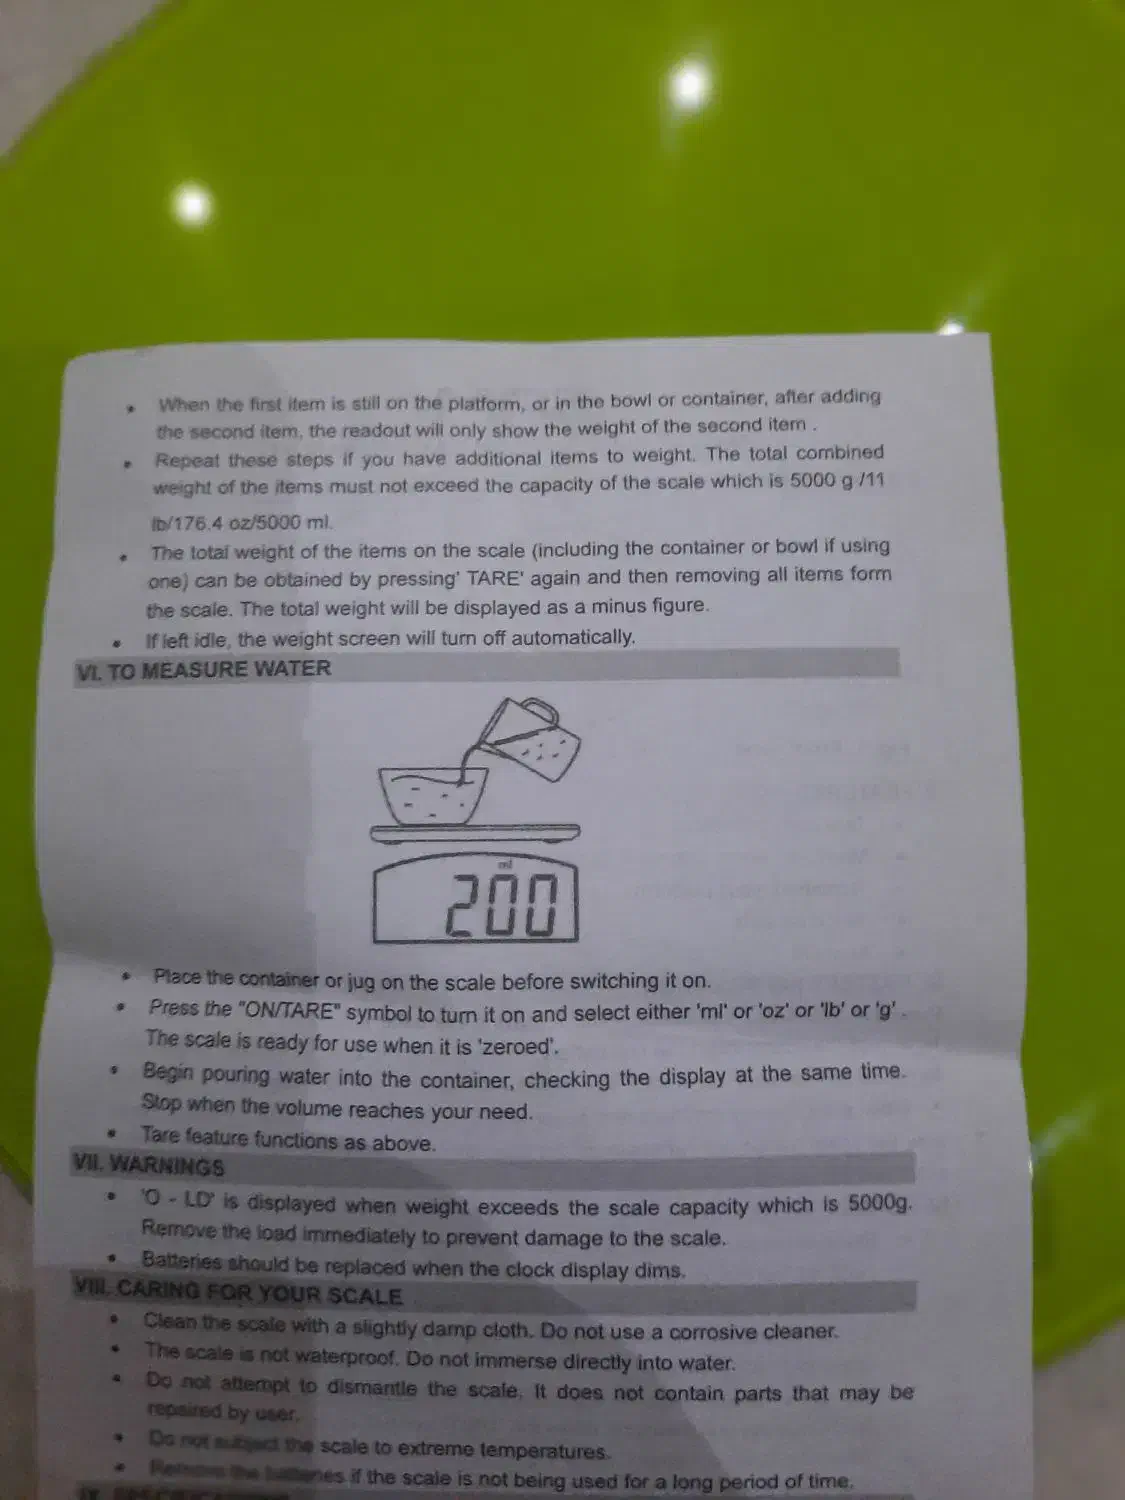 • When the first item is still on the platform, or in the bowl or container, after adding
the second item, the readout will only show the weight of the second item .
• Repeat these steps if you have additional items to weight. The total combined
weight of the items must not exceed the capacity of the scale which is 5000 g /11
lb/176.4 oz/5000 ml.
• The total weight of the items on the scale (including the container or bowl if using
one) can be obtained by pressing' TARE' again and then removing all items form
the scale. The total weight will be displayed as a minus figure.
• If left idle, the weight screen will turn off automatically.
VI. TO MEASURE WATER
ml
200
• Place the container or jug on the scale before switching it on.
• Press the "ON/TARE" symbol to turn it on and select either 'ml' or 'oz' or 'lb' or 'g' .
The scale is ready for use when it is 'zeroed'.
• Begin pouring water into the container, checking the display at the same time.
Stop when the volume reaches your need.
• Tare feature functions as above.
VII. WARNINGS
• 'O - LD' is displayed when weight exceeds the scale capacity which is 5000g.
Remove the load immediately to prevent damage to the scale.
• Batteries should be replaced when the clock display dims.
VIII. CARING FOR YOUR SCALE
• Clean the scale with a slightly damp cloth. Do not use a corrosive cleaner.
• The scale is not waterproof. Do not immerse directly into water.
• Do not attempt to dismantle the scale. It does not contain parts that may be
repaired by user.
• Do not subject the scale to extreme temperatures.
• Remove the batteries if the scale is not being used for a long period of time.